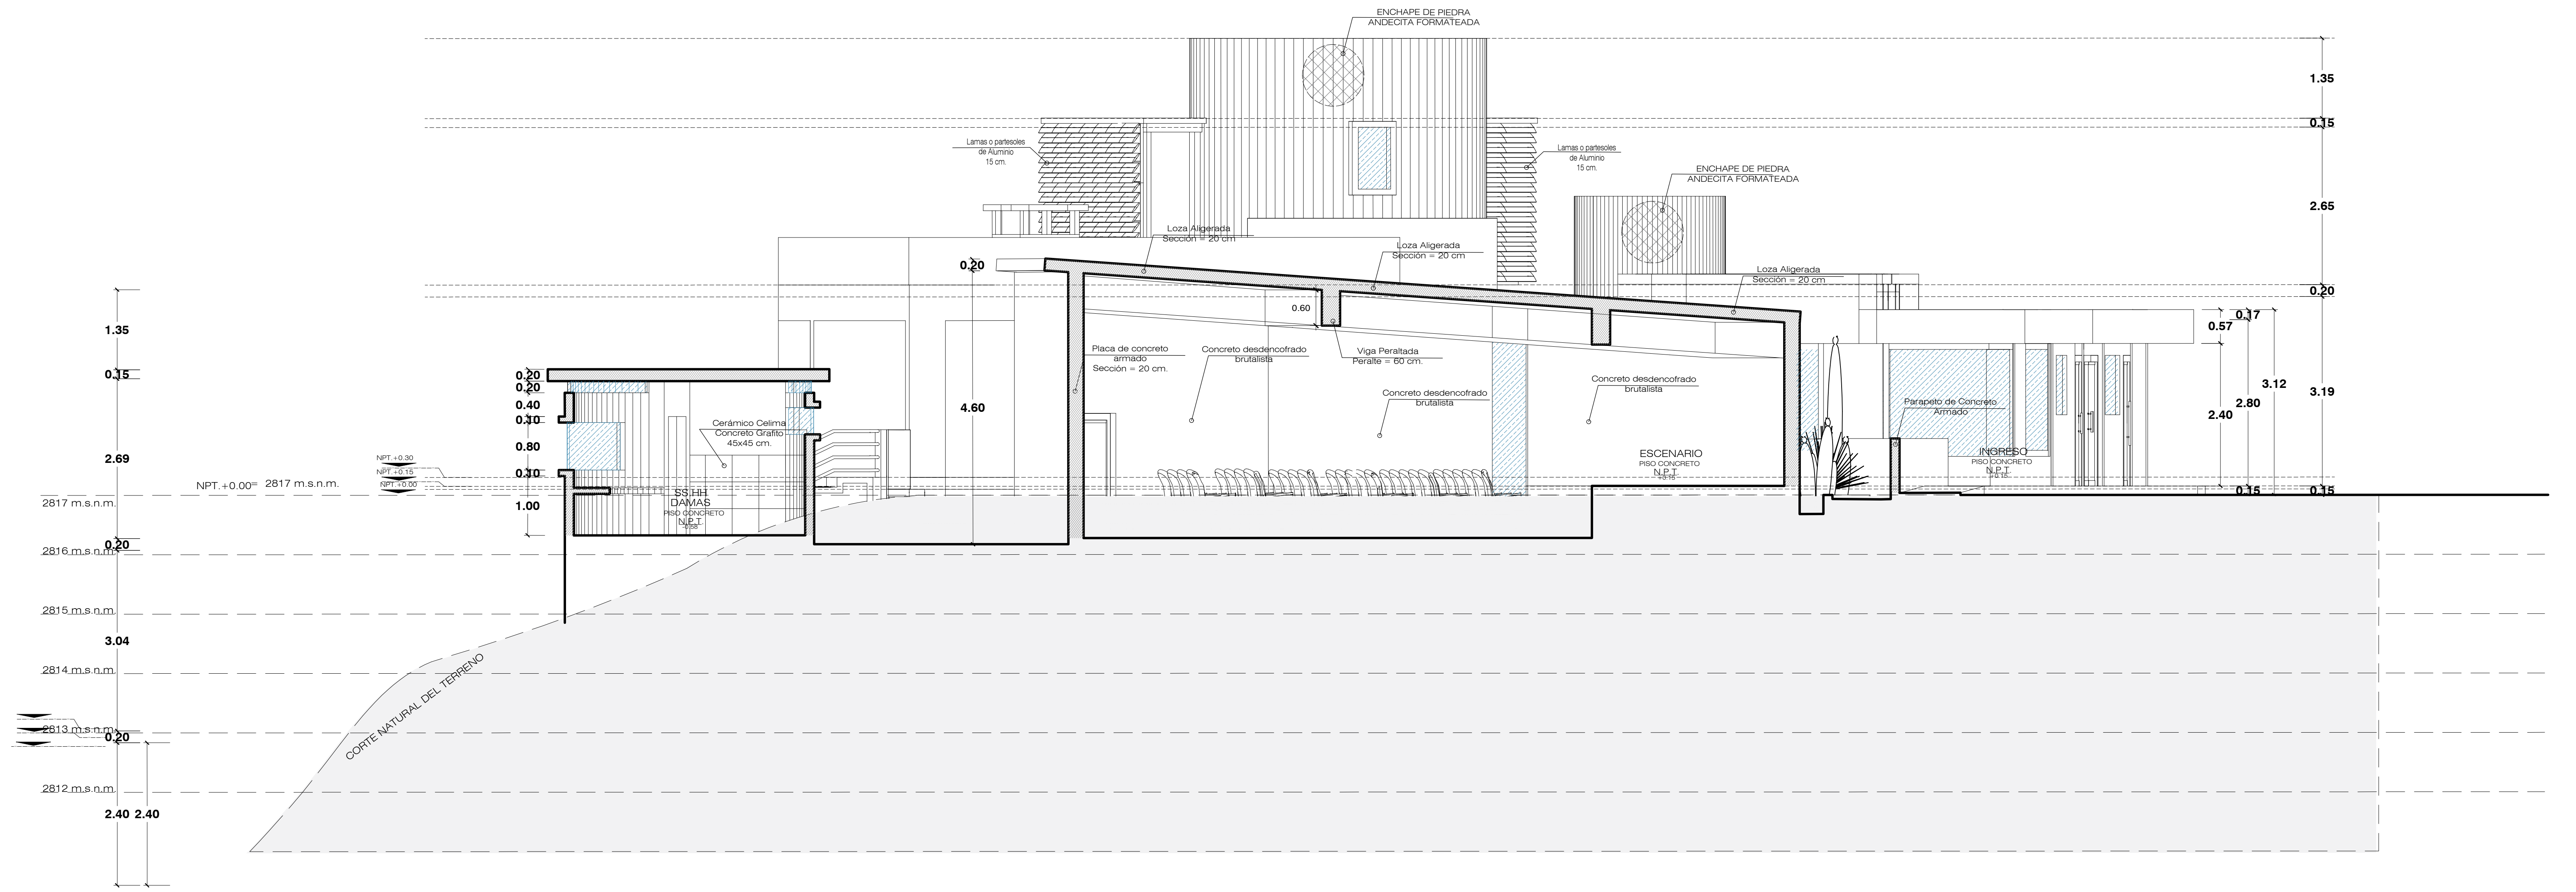 ENCHAPE DE PIEDRA
ANDECITA FORMATEADA
1.35
0.15
Lamas o partesoles
de Aluminio
15 cm.
Lamas o partesoles
de Aluminio
15 cm.
ENCHAPE DE PIEDRA
ANDECITA FORMATEADA
2.65
Loza Aligerada
Sección = 20 cm
Loza Aligerada
Sección = 20 cm
Loza Aligerada
Sección = 20 cm
0.20
0.20
0.60
0.17
0.57
1.35
0.15
Placa de concreto
armado
Sección = 20 cm.
Concreto desdencofrado
brutalista
Viga Peraltada
Peralte = 60 cm.
Concreto desdencofrado
brutalista
Concreto desdencofrado
brutalista
0.20
0.20
0.40
0.10
0.80
0.10
1.00
4.60
Parapeto de Concreto
Armado
2.40
2.80
3.12
3.19
Cerámico Celima
Concreto Grafito
45x45 cm.
2.69
NPT.+0.30
NPT.+0.15
NPT.+0.00
NPT.+0.00= 2817 m.s.n.m.
ESCENARIO
PISO CONCRETO
N.P.T.
+0.15
INGRESO
PISO CONCRETO
N.P.T.
+0.15
SS.HH.
DAMAS
PISO CONCRETO
N.P.T.
-0.58
0.15
0.15
2817 m.s.n.m.
0.20
2816 m.s.n.m.
2815 m.s.n.m.
3.04
2814 m.s.n.m.
CORTE NATURAL DEL TERRENO
2813 m.s.n.m.
0.20
2812 m.s.n.m.
2.40
2.40